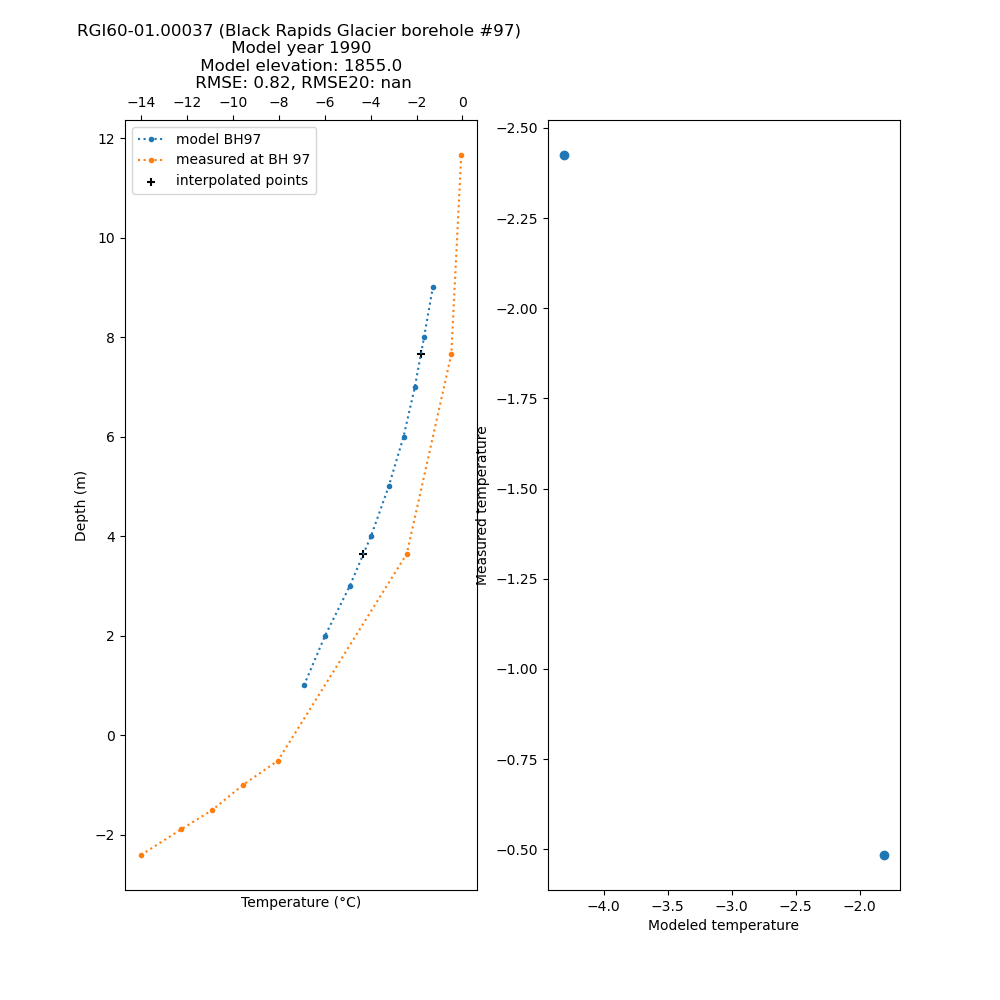 RGI60-01.00037 (Black Rapids Glacier borehole #97)
Model year 1990
Model elevation: 1855.0
RMSE: 0.82, RMSE20: nan
−14 −12 −10 −8 −6 −4 −2 0
model BH97
measured at BH 97
interpolated points
12
10
8
6
4
2
0
−2
Depth (m)
Temperature (°C)
−2.50
−2.25
−2.00
−1.75
−1.50
−1.25
−1.00
−0.75
−0.50
Measured temperature
−4.0 −3.5 −3.0 −2.5 −2.0
Modeled temperature